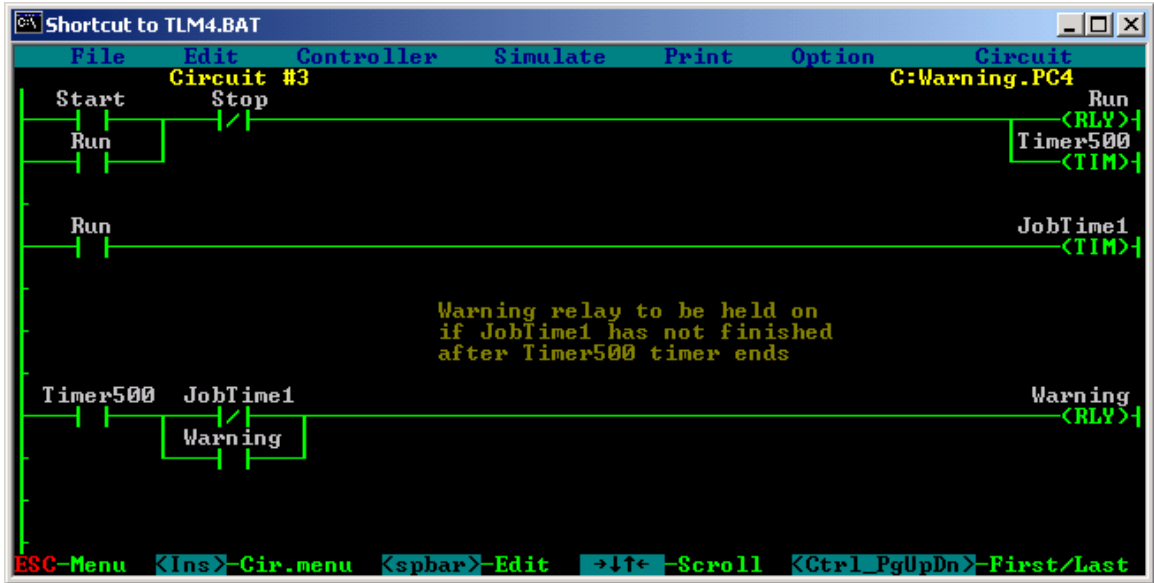 Shortcut to TLM4.BAT
File Edit Controller Simulate Print Option Circuit
Circuit #3 C:Warning.PC4
Start Stop Run
<RLY>
Run Timer500
<TIM>
Run JobTime1
<TIM>
Warning relay to be held on
if JobTime1 has not finished
after Timer500 timer ends
Timer500 JobTime1 Warning
<RLY>
Warning
ESC-Menu <Ins>-Cir.menu <spbar>-Edit →↓↑←-Scroll <Ctrl_PgUpDn>-First/Last